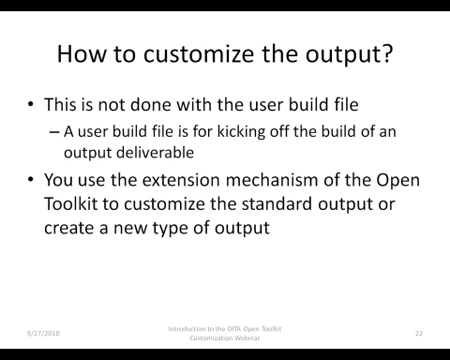 How to customize the output?
• This is not done with the user build file
– A user build file is for kicking off the build of an
output deliverable
• You use the extension mechanism of the Open
Toolkit to customize the standard output or
create a new type of output
9/27/2010
Introduction to the DITA Open Toolkit
Customization Webinar
22